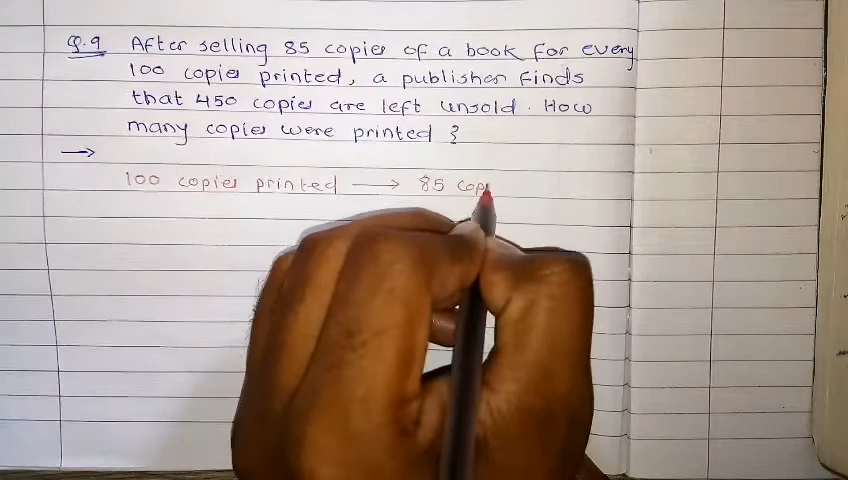 Q.9 After selling 85 copies of a book for every
100 copies printed, a publisher finds
that 450 copies are left unsold. How
many copies were printed ?
→
100 copies printed → 85 copi